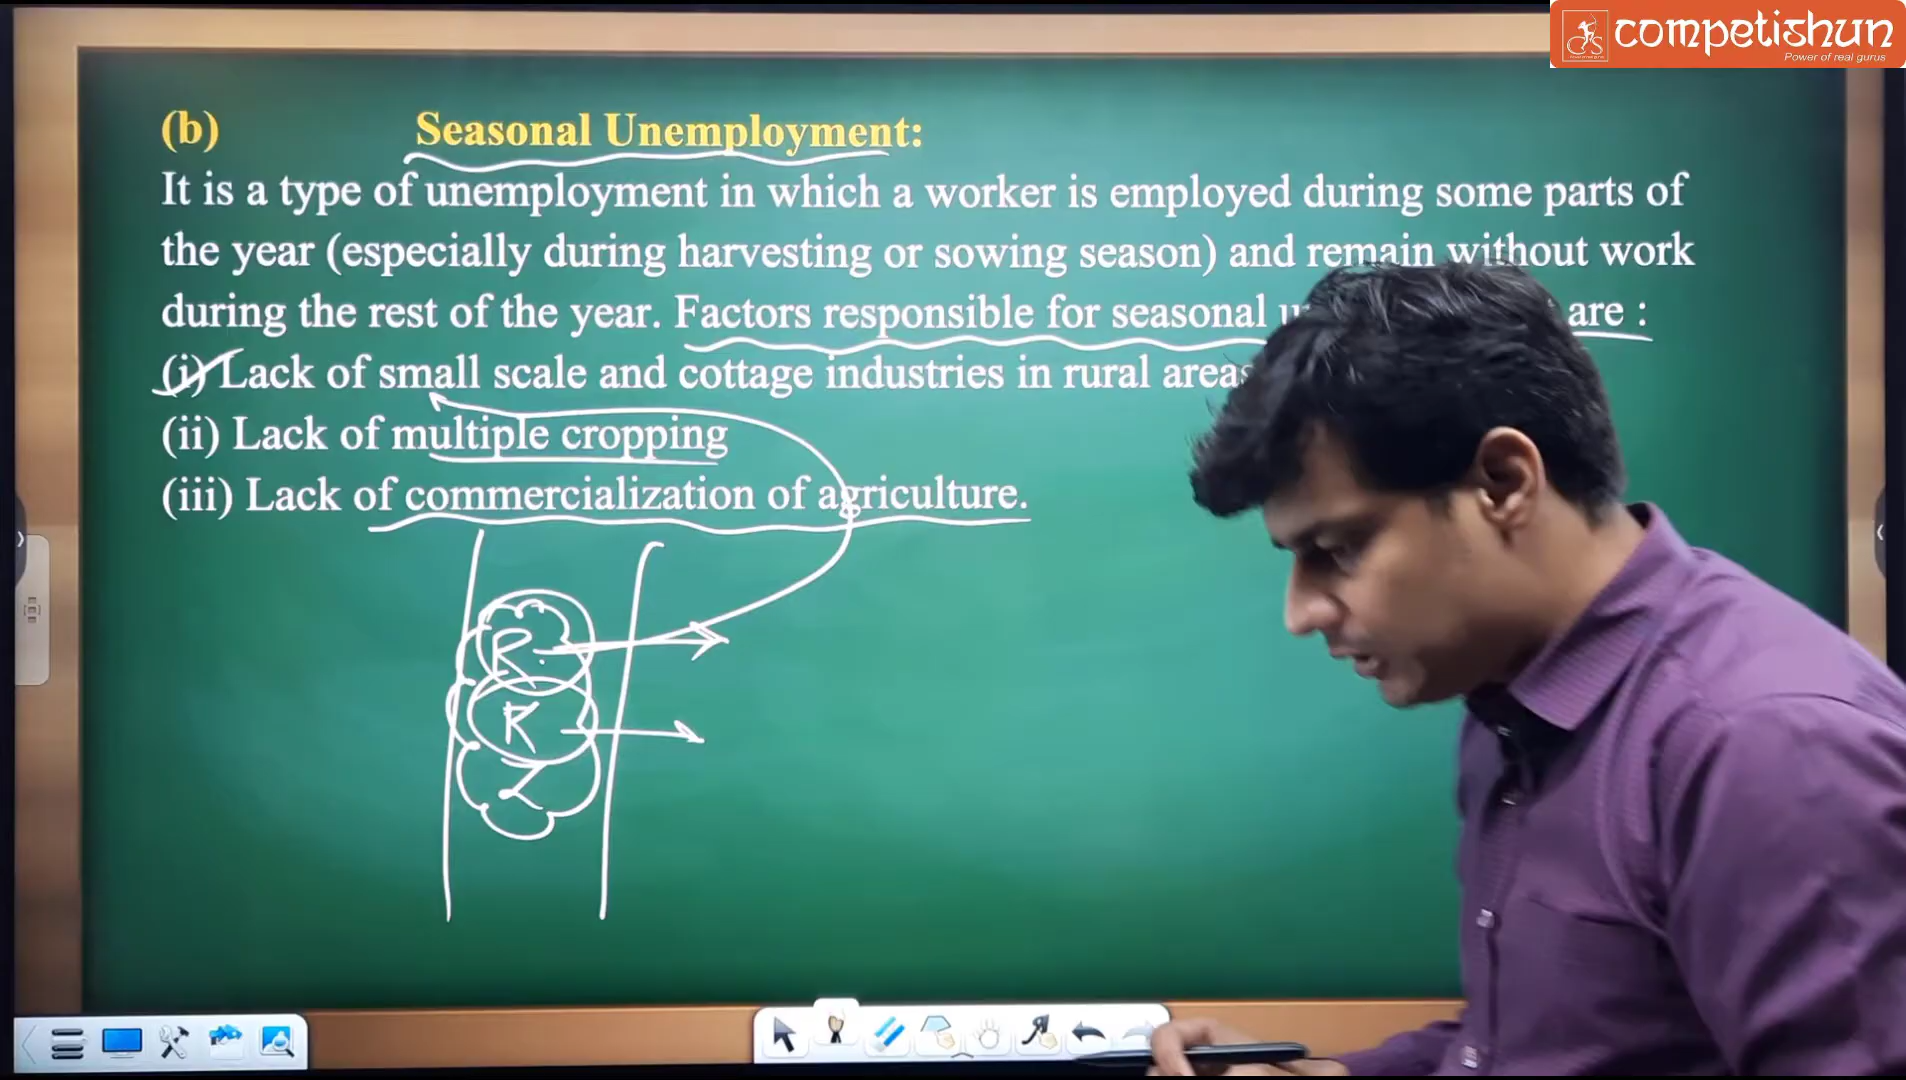 competishun
Power of real gurus
(b) Seasonal Unemployment:
It is a type of unemployment in which a worker is employed during some parts of
the year (especially during harvesting or sowing season) and remain without work
during the rest of the year. Factors responsible for seasonal are :
(i) Lack of small scale and cottage industries in rural areas
(ii) Lack of multiple cropping
(iii) Lack of commercialization of agriculture.
R
K
Z